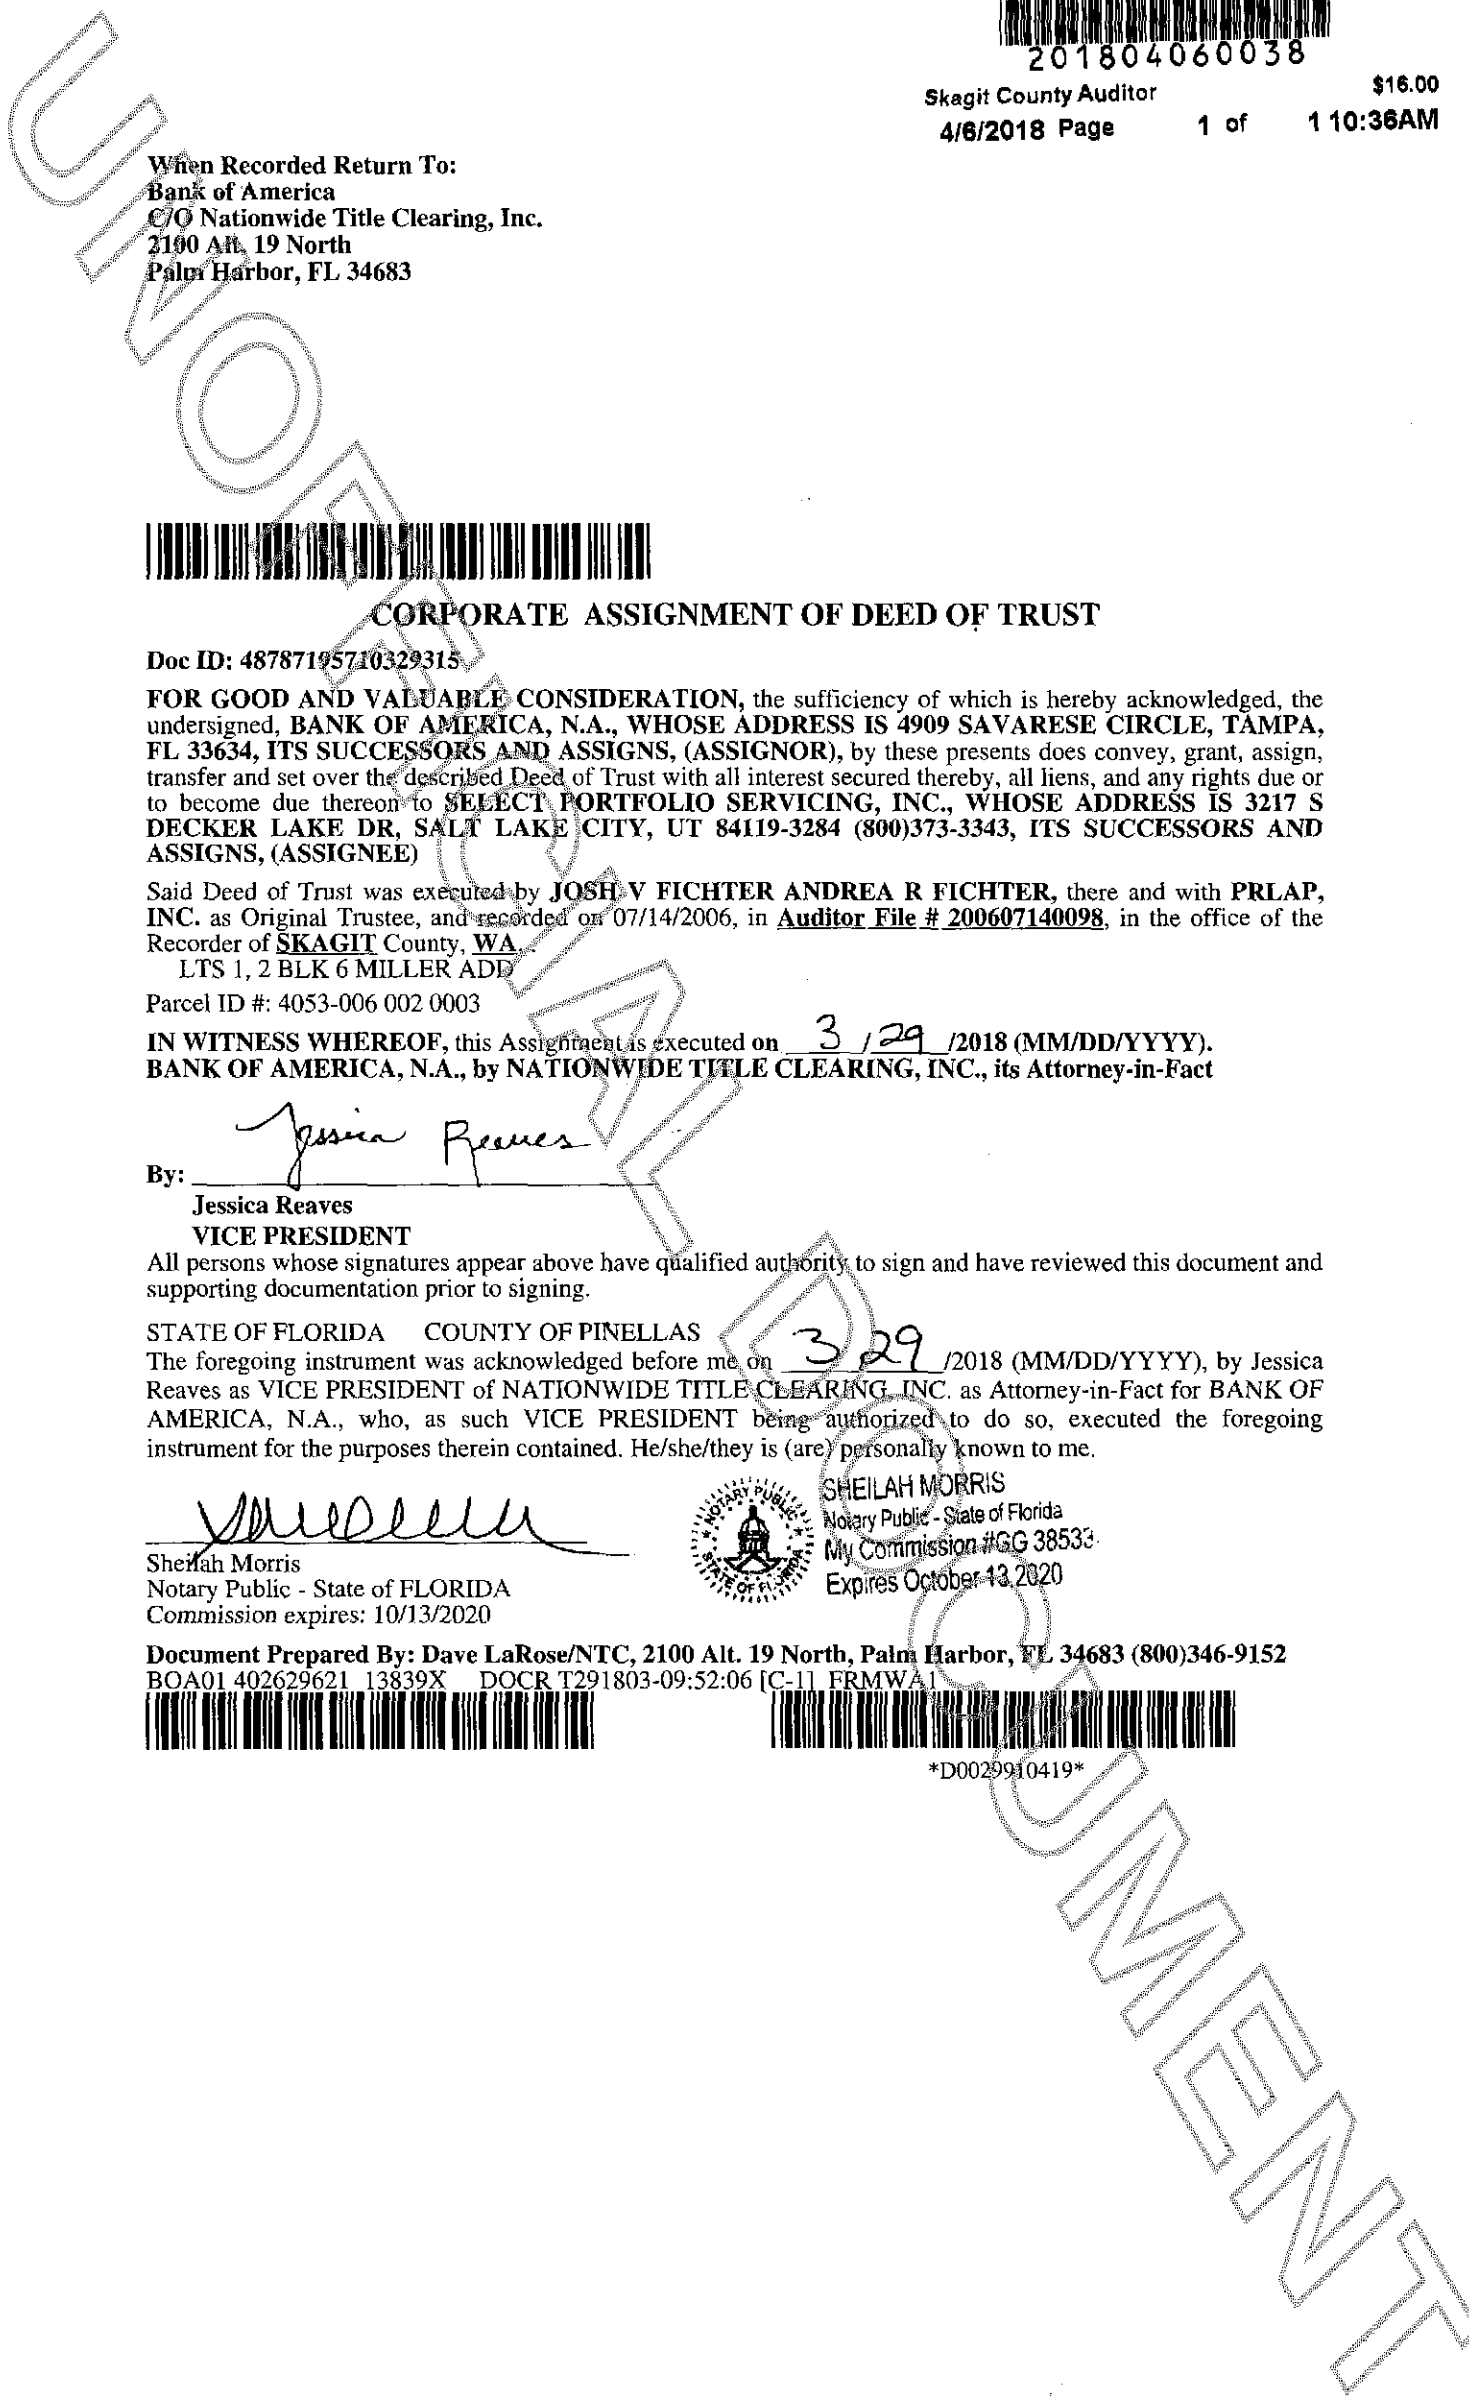 201804060038
Skagit County Auditor $16.00
4/6/2018 Page 1 of 1 10:36AM
When Recorded Return To:
Bank of America
C/O Nationwide Title Clearing, Inc.
2100 Alt. 19 North
Palm Harbor, FL 34683
CORPORATE ASSIGNMENT OF DEED OF TRUST
Doc ID: 48787195710329315
FOR GOOD AND VALUABLE CONSIDERATION, the sufficiency of which is hereby acknowledged, the
undersigned, BANK OF AMERICA, N.A., WHOSE ADDRESS IS 4909 SAVARESE CIRCLE, TAMPA,
FL 33634, ITS SUCCESSORS AND ASSIGNS, (ASSIGNOR), by these presents does convey, grant, assign,
transfer and set over the described Deed of Trust with all interest secured thereby, all liens, and any rights due or
to become due thereon to SELECT PORTFOLIO SERVICING, INC., WHOSE ADDRESS IS 3217 S
DECKER LAKE DR, SALT LAKE CITY, UT 84119-3284 (800)373-3343, ITS SUCCESSORS AND
ASSIGNS, (ASSIGNEE)
Said Deed of Trust was executed by JOSH V FICHTER ANDREA R FICHTER, there and with PRLAP,
INC. as Original Trustee, and recorded on 07/14/2006, in Auditor File # 200607140098, in the office of the
Recorder of SKAGIT County, WA.
LTS 1, 2 BLK 6 MILLER ADD
Parcel ID #: 4053-006 002 0003
IN WITNESS WHEREOF, this Assignment is executed on 3 / 29 /2018 (MM/DD/YYYY).
BANK OF AMERICA, N.A., by NATIONWIDE TITLE CLEARING, INC., its Attorney-in-Fact
Jessica Reaves
By:
Jessica Reaves
VICE PRESIDENT
All persons whose signatures appear above have qualified authority to sign and have reviewed this document and
supporting documentation prior to signing.
STATE OF FLORIDA COUNTY OF PINELLAS
The foregoing instrument was acknowledged before me on 3 / 29 /2018 (MM/DD/YYYY), by Jessica
Reaves as VICE PRESIDENT of NATIONWIDE TITLE CLEARING, INC. as Attorney-in-Fact for BANK OF
AMERICA, N.A., who, as such VICE PRESIDENT being authorized to do so, executed the foregoing
instrument for the purposes therein contained. He/she/they is (are) personally known to me.
Sheilah Morris
Notary Public - State of FLORIDA
Commission expires: 10/13/2020
NOTARY PUBLIC
STATE OF FLORIDA
SHEILAH MORRIS
Notary Public - State of Florida
My Commission #GG 38533
Expires October 13, 2020
Document Prepared By: Dave LaRose/NTC, 2100 Alt. 19 North, Palm Harbor, FL 34683 (800)346-9152
BOA01 402629621 13839X DOCR T291803-09:52:06 [C-1] FRMWA1
*D0029910419*
UNOFFICIAL DOCUMENT